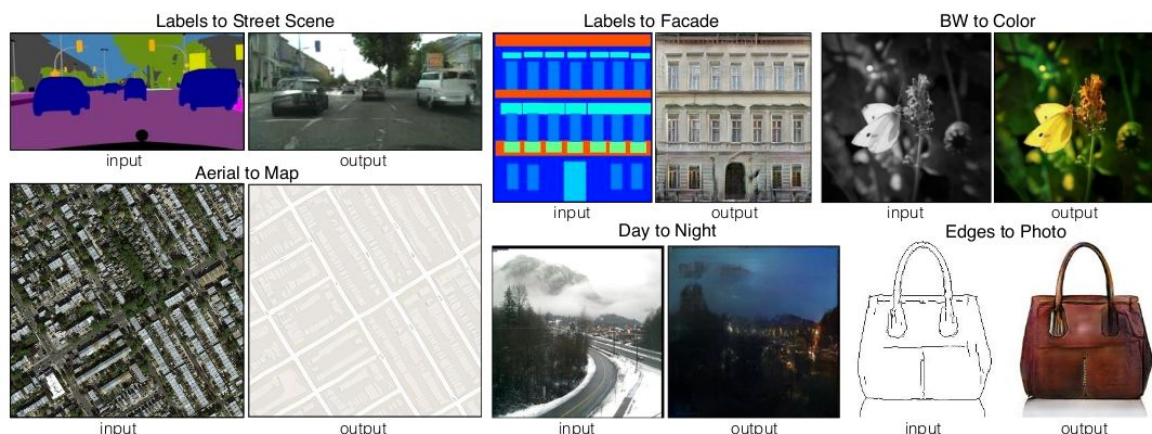 Labels to Street Scene
input
output
Aerial to Map
input
output
Labels to Facade
input
output
BW to Color
input
output
Day to Night
input
output
Edges to Photo
input
output